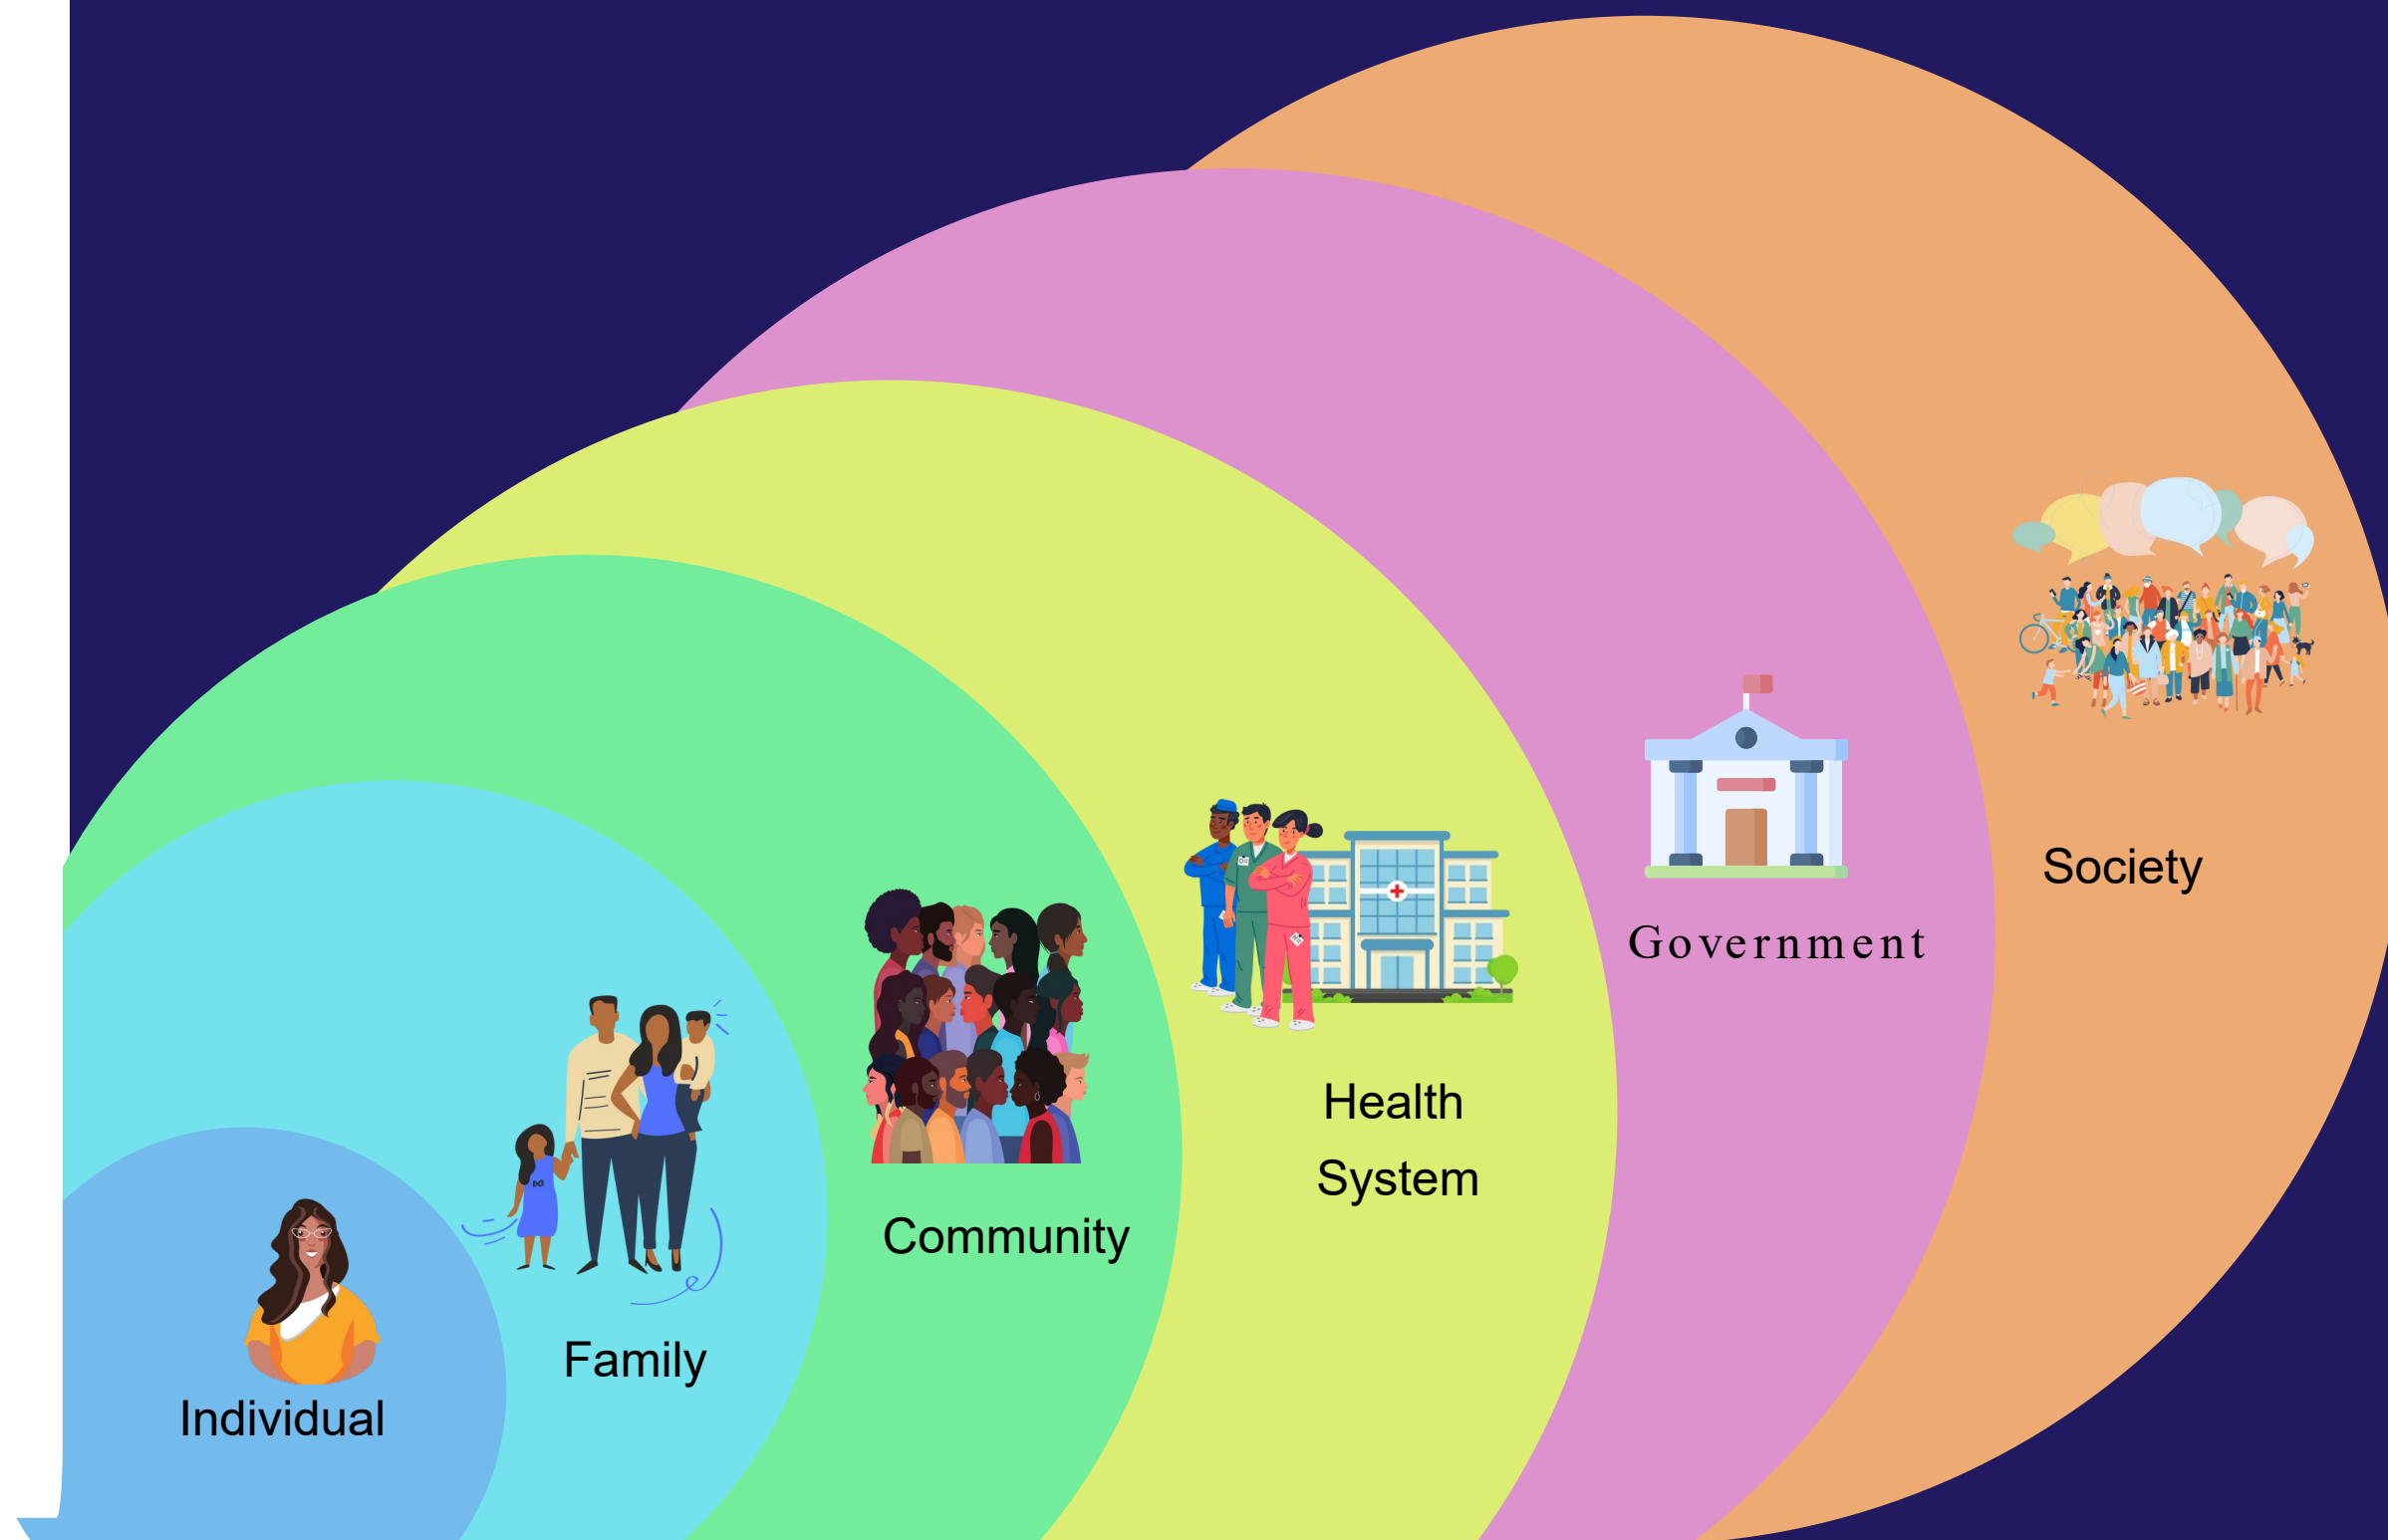 Individual
Family
Community
Health
System
Government
Society